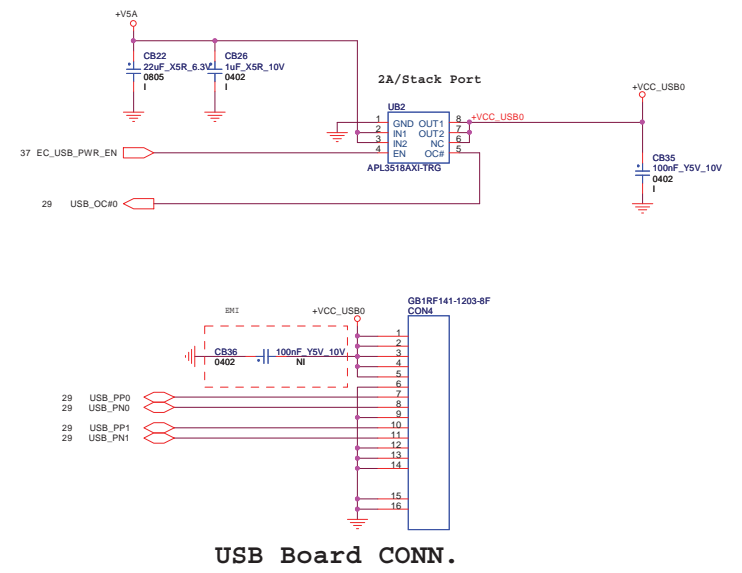 +V5A
CB22
22uF_X5R_6.3V
0805
I
CB26
1uF_X5R_10V
0402
I
2A/Stack Port
UB2
1 GND OUT1 8
2 IN1 OUT2 7
3 IN2 NC 6
4 EN OC# 5
APL3518AXI-TRG
+VCC_USB0
+VCC_USB0
CB35
100nF_Y5V_10V
0402
I
37 EC_USB_PWR_EN
29 USB_OC#0
EMI
+VCC_USB0
GB1RF141-1203-8F
CON4
CB36
0402
100nF_Y5V_10V
NI
1
2
3
4
5
6
29 USB_PP0 7
29 USB_PN0 8
9
29 USB_PP1 10
29 USB_PN1 11
12
13
14
15
16
USB Board CONN.